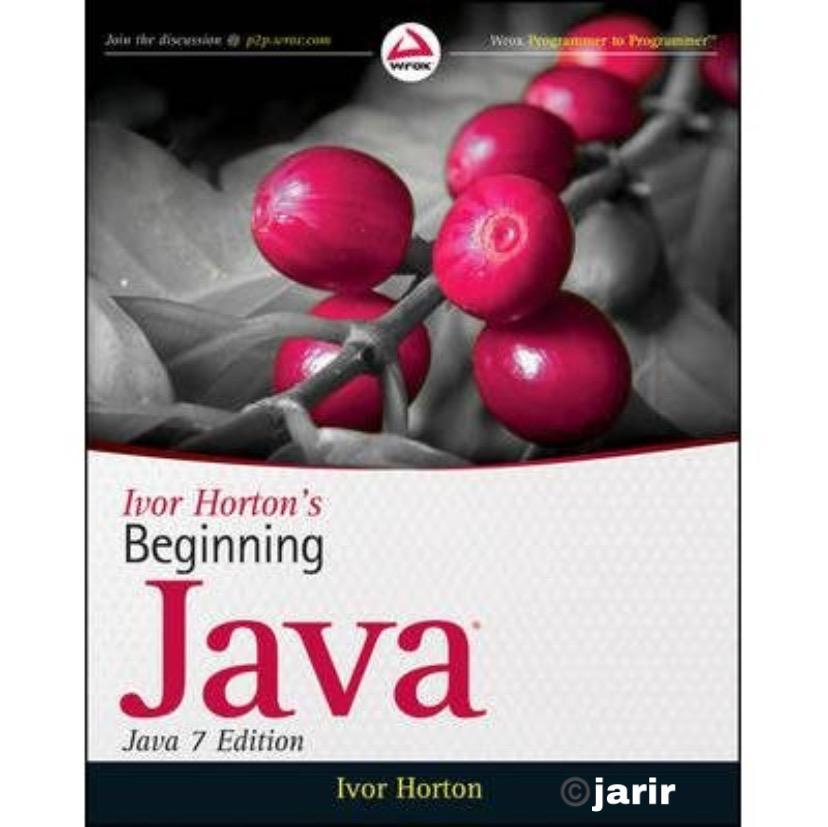 Join the discussion @ p2p.wrox.com
Wrox Programmer to Programmer™
wrox
Ivor Horton's
Beginning
Java®
Java 7 Edition
Ivor Horton
©jarir